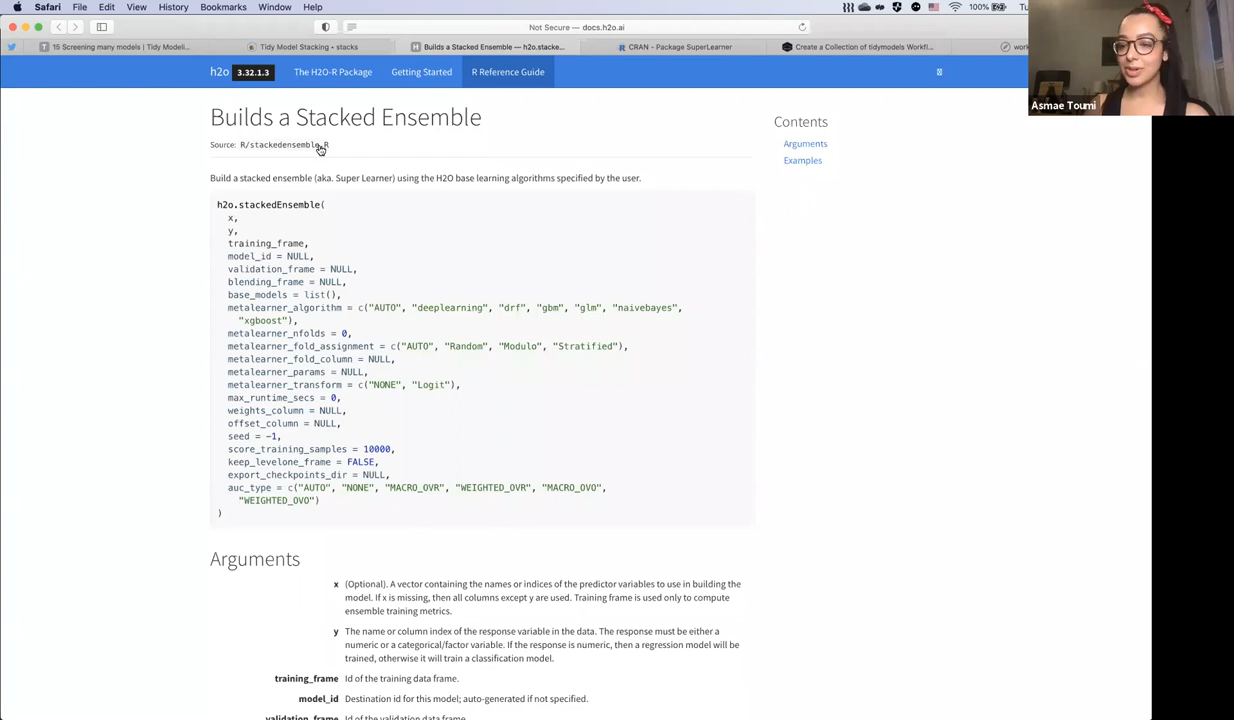 Safari File Edit View History Bookmarks Window Help
100%
Not Secure — docs.h2o.ai
15 Screening many models | Tidy Modeli...
Tidy Model Stacking • stacks
Builds a Stacked Ensemble — h2o.stacke...
CRAN - Package SuperLearner
Create a Collection of tidymodels Workfl...
h2o 3.32.1.3 The H2O-R Package Getting Started R Reference Guide
Asmae Toumi
Builds a Stacked Ensemble
Source: R/stackedensemble.R
Build a stacked ensemble (aka. Super Learner) using the H2O base learning algorithms specified by the user.
h2o.stackedEnsemble(
x,
y,
training_frame,
model_id = NULL,
validation_frame = NULL,
blending_frame = NULL,
base_models = list(),
metalearner_algorithm = c("AUTO", "deeplearning", "drf", "gbm", "glm", "naivebayes",
"xgboost"),
metalearner_nfolds = 0,
metalearner_fold_assignment = c("AUTO", "Random", "Modulo", "Stratified"),
metalearner_fold_column = NULL,
metalearner_params = NULL,
metalearner_transform = c("NONE", "Logit"),
max_runtime_secs = 0,
weights_column = NULL,
offset_column = NULL,
seed = -1,
score_training_samples = 10000,
keep_levelone_frame = FALSE,
export_checkpoints_dir = NULL,
auc_type = c("AUTO", "NONE", "MACRO_OVR", "WEIGHTED_OVR", "MACRO_OVO",
"WEIGHTED_OVO")
)
Arguments
x (Optional). A vector containing the names or indices of the predictor variables to use in building the
model. If x is missing, then all columns except y are used. Training frame is used only to compute
ensemble training metrics.
y The name or column index of the response variable in the data. The response must be either a
numeric or a categorical/factor variable. If the response is numeric, then a regression model will be
trained, otherwise it will train a classification model.
training_frame Id of the training data frame.
model_id Destination id for this model; auto-generated if not specified.
validation_frame Id of the validation data frame
Contents
Arguments
Examples